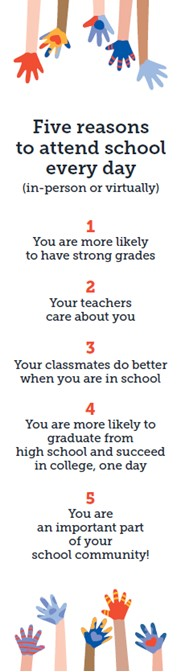 Five reasons
to attend school
every day
(in-person or virtually)
1
You are more likely
to have strong grades
2
Your teachers
care about you
3
Your classmates do better
when you are in school
4
You are more likely to
graduate from
high school and succeed
in college, one day
5
You are
an important part
of your
school community!